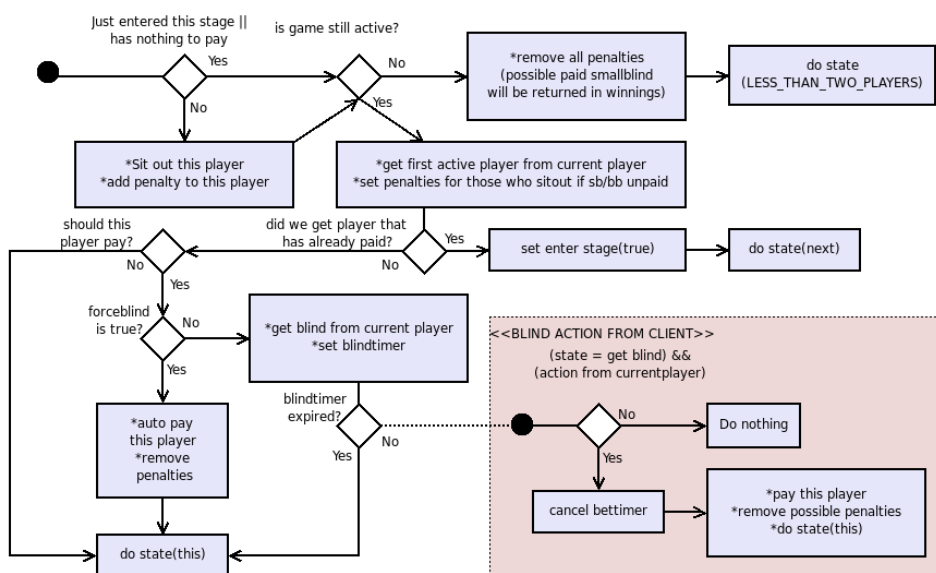 Just entered this stage ||
has nothing to pay
is game still active?
Yes
No
*remove all penalties
(possible paid smallblind
will be returned in winnings)
do state
(LESS_THAN_TWO_PLAYERS)
No
Yes
*Sit out this player
*add penalty to this player
*get first active player from current player
*set penalties for those who sitout if sb/bb unpaid
should this
player pay?
did we get player that
has already paid?
Yes
No
No
set enter stage(true)
do state(next)
Yes
forceblind
is true?
No
*get blind from current player
*set blindtimer
Yes
<<BLIND ACTION FROM CLIENT>>
(state = get blind) &&
(action from currentplayer)
blindtimer
expired?
No
Yes
*auto pay
this player
*remove
penalties
No
Do nothing
Yes
cancel bettimer
*pay this player
*remove possible penalties
*do state(this)
do state(this)